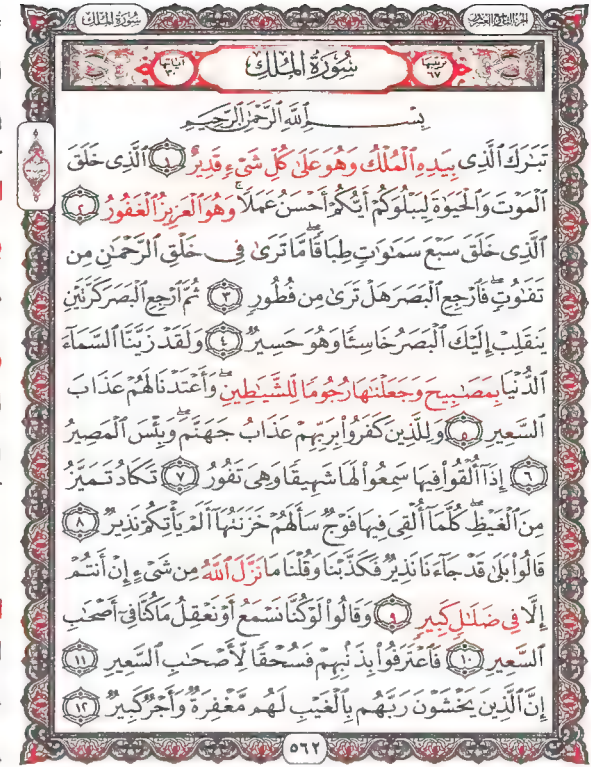 سُورَةُ المُلْكِ
الجزء التاسع والعشرون
ترتيبها ٦٧
سُورَةُ المُلْكِ
آياتها ٣٠
بِسْمِ ٱللَّهِ ٱلرَّحْمَٰنِ ٱلرَّحِيمِ
تَبَٰرَكَ ٱلَّذِى بِيَدِهِ ٱلْمُلْكُ وَهُوَ عَلَىٰ كُلِّ شَىْءٍ قَدِيرٌ ١ ٱلَّذِى خَلَقَ
ٱلْمَوْتَ وَٱلْحَيَوٰةَ لِيَبْلُوَكُمْ أَيُّكُمْ أَحْسَنُ عَمَلًا ۚ وَهُوَ ٱلْعَزِيزُ ٱلْغَفُورُ ٢
ٱلَّذِى خَلَقَ سَبْعَ سَمَٰوَٰتٍ طِبَاقًا ۖ مَّا تَرَىٰ فِى خَلْقِ ٱلرَّحْمَٰنِ مِن
تَفَٰوُتٍ ۖ فَٱرْجِعِ ٱلْبَصَرَ هَلْ تَرَىٰ مِن فُطُورٍ ٣ ثُمَّ ٱرْجِعِ ٱلْبَصَرَ كَرَّتَيْنِ
يَنقَلِبْ إِلَيْكَ ٱلْبَصَرُ خَاسِئًا وَهُوَ حَسِيرٌ ٤ وَلَقَدْ زَيَّنَّا ٱلسَّمَآءَ
ٱلدُّنْيَا بِمَصَٰبِيحَ وَجَعَلْنَٰهَا رُجُومًا لِّلشَّيَٰطِينِ ۖ وَأَعْتَدْنَا لَهُمْ عَذَابَ
ٱلسَّعِيرِ ٥ وَلِلَّذِينَ كَفَرُوا۟ بِرَبِّهِمْ عَذَابُ جَهَنَّمَ ۖ وَبِئْسَ ٱلْمَصِيرُ
٦ إِذَآ أُلْقُوا۟ فِيهَا سَمِعُوا۟ لَهَا شَهِيقًا وَهِىَ تَفُورُ ٧ تَكَادُ تَمَيَّزُ
مِنَ ٱلْغَيْظِ ۖ كُلَّمَآ أُلْقِىَ فِيهَا فَوْجٌ سَأَلَهُمْ خَزَنَتُهَآ أَلَمْ يَأْتِكُمْ نَذِيرٌ ٨
قَالُوا۟ بَلَىٰ قَدْ جَآءَنَا نَذِيرٌ فَكَذَّبْنَا وَقُلْنَا مَا نَزَّلَ ٱللَّهُ مِن شَىْءٍ إِنْ أَنتُمْ
إِلَّا فِى ضَلَٰلٍ كَبِيرٍ ٩ وَقَالُوا۟ لَوْ كُنَّا نَسْمَعُ أَوْ نَعْقِلُ مَا كُنَّا فِىٓ أَصْحَٰبِ
ٱلسَّعِيرِ ١٠ فَٱعْتَرَفُوا۟ بِذَنۢبِهِمْ فَسُحْقًا لِّأَصْحَٰبِ ٱلسَّعِيرِ ١١
إِنَّ ٱلَّذِينَ يَخْشَوْنَ رَبَّهُم بِٱلْغَيْبِ لَهُم مَّغْفِرَةٌ وَأَجْرٌ كَبِيرٌ ١٢
٥٦٢